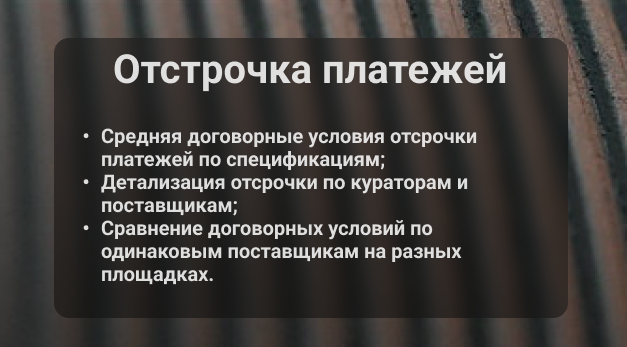 Отстрочка платежей
• Средняя договорные условия отсрочки
платежей по спецификациям;
• Детализация отсрочки по кураторам и
поставщикам;
• Сравнение договорных условий по
одинаковым поставщикам на разных
площадках.